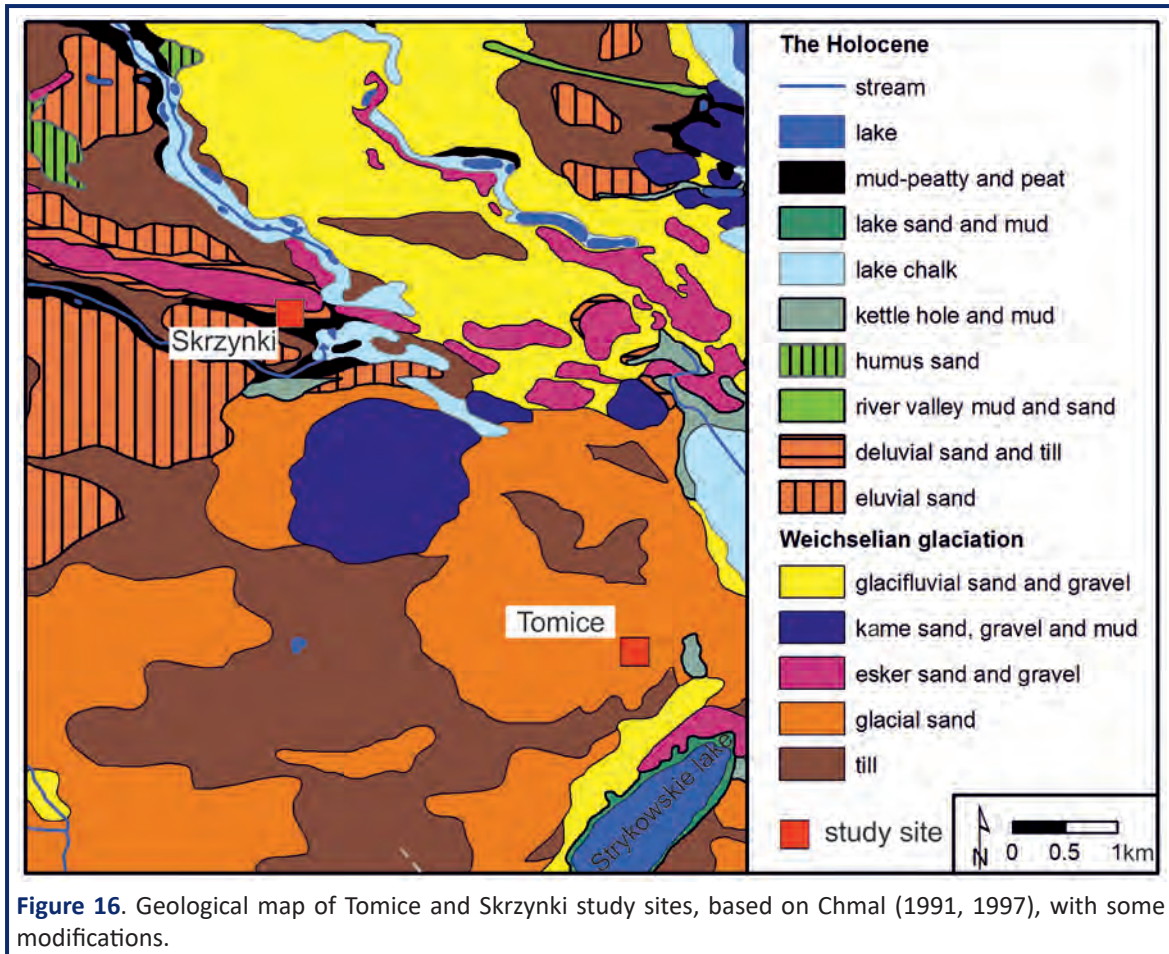 The Holocene
stream
lake
mud-peatty and peat
lake sand and mud
lake chalk
kettle hole and mud
humus sand
river valley mud and sand
deluvial sand and till
eluvial sand
Weichselian glaciation
glacifluvial sand and gravel
kame sand, gravel and mud
esker sand and gravel
glacial sand
till
study site
N
0 0.5 1km
Skrzynki
Tomice
Strykowskie lake
Figure 16. Geological map of Tomice and Skrzynki study sites, based on Chmal (1991, 1997), with some
modifications.